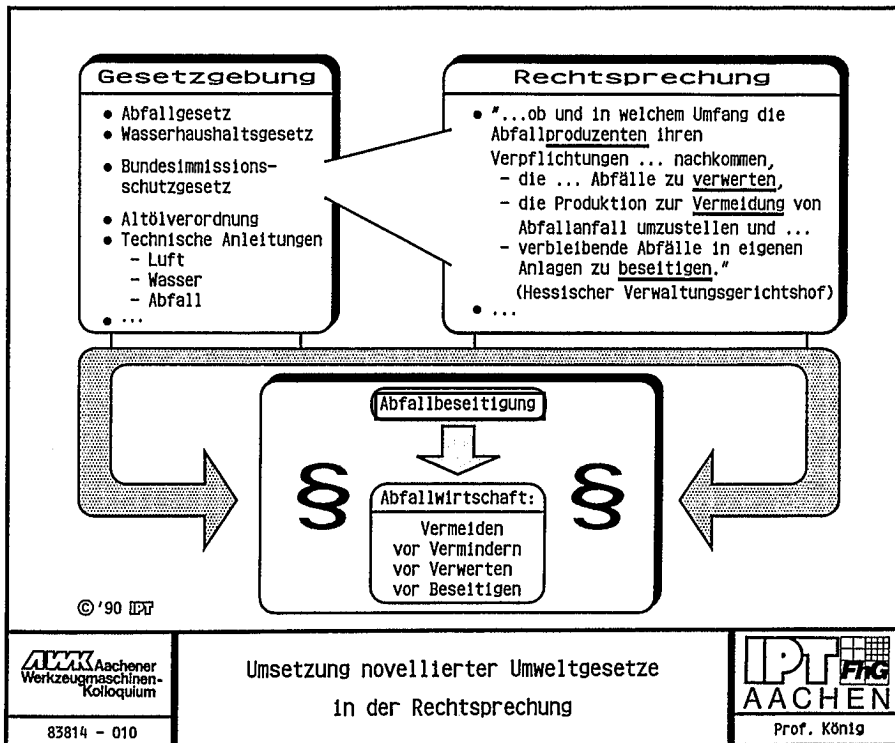 Gesetzgebung
● Abfallgesetz
● Wasserhaushaltsgesetz
● Bundesimmissions-
schutzgesetz
● Altölverordnung
● Technische Anleitungen
– Luft
– Wasser
– Abfall
● ...
Rechtsprechung
● "...ob und in welchem Umfang die
Abfallproduzenten ihren
Verpflichtungen ... nachkommen,
– die ... Abfälle zu verwerten,
– die Produktion zur Vermeidung von
Abfallanfall umzustellen und ...
– verbleibende Abfälle in eigenen
Anlagen zu beseitigen."
(Hessischer Verwaltungsgerichtshof)
● ...
Abfallbeseitigung
§ §
Abfallwirtschaft:
Vermeiden
vor Vermindern
vor Verwerten
vor Beseitigen
© '90 IPT
AWK Aachener
Werkzeugmaschinen-
Kolloquium
83814 – 010
Umsetzung novellierter Umweltgesetze
in der Rechtsprechung
IPT FhG
AACHEN
Prof. König